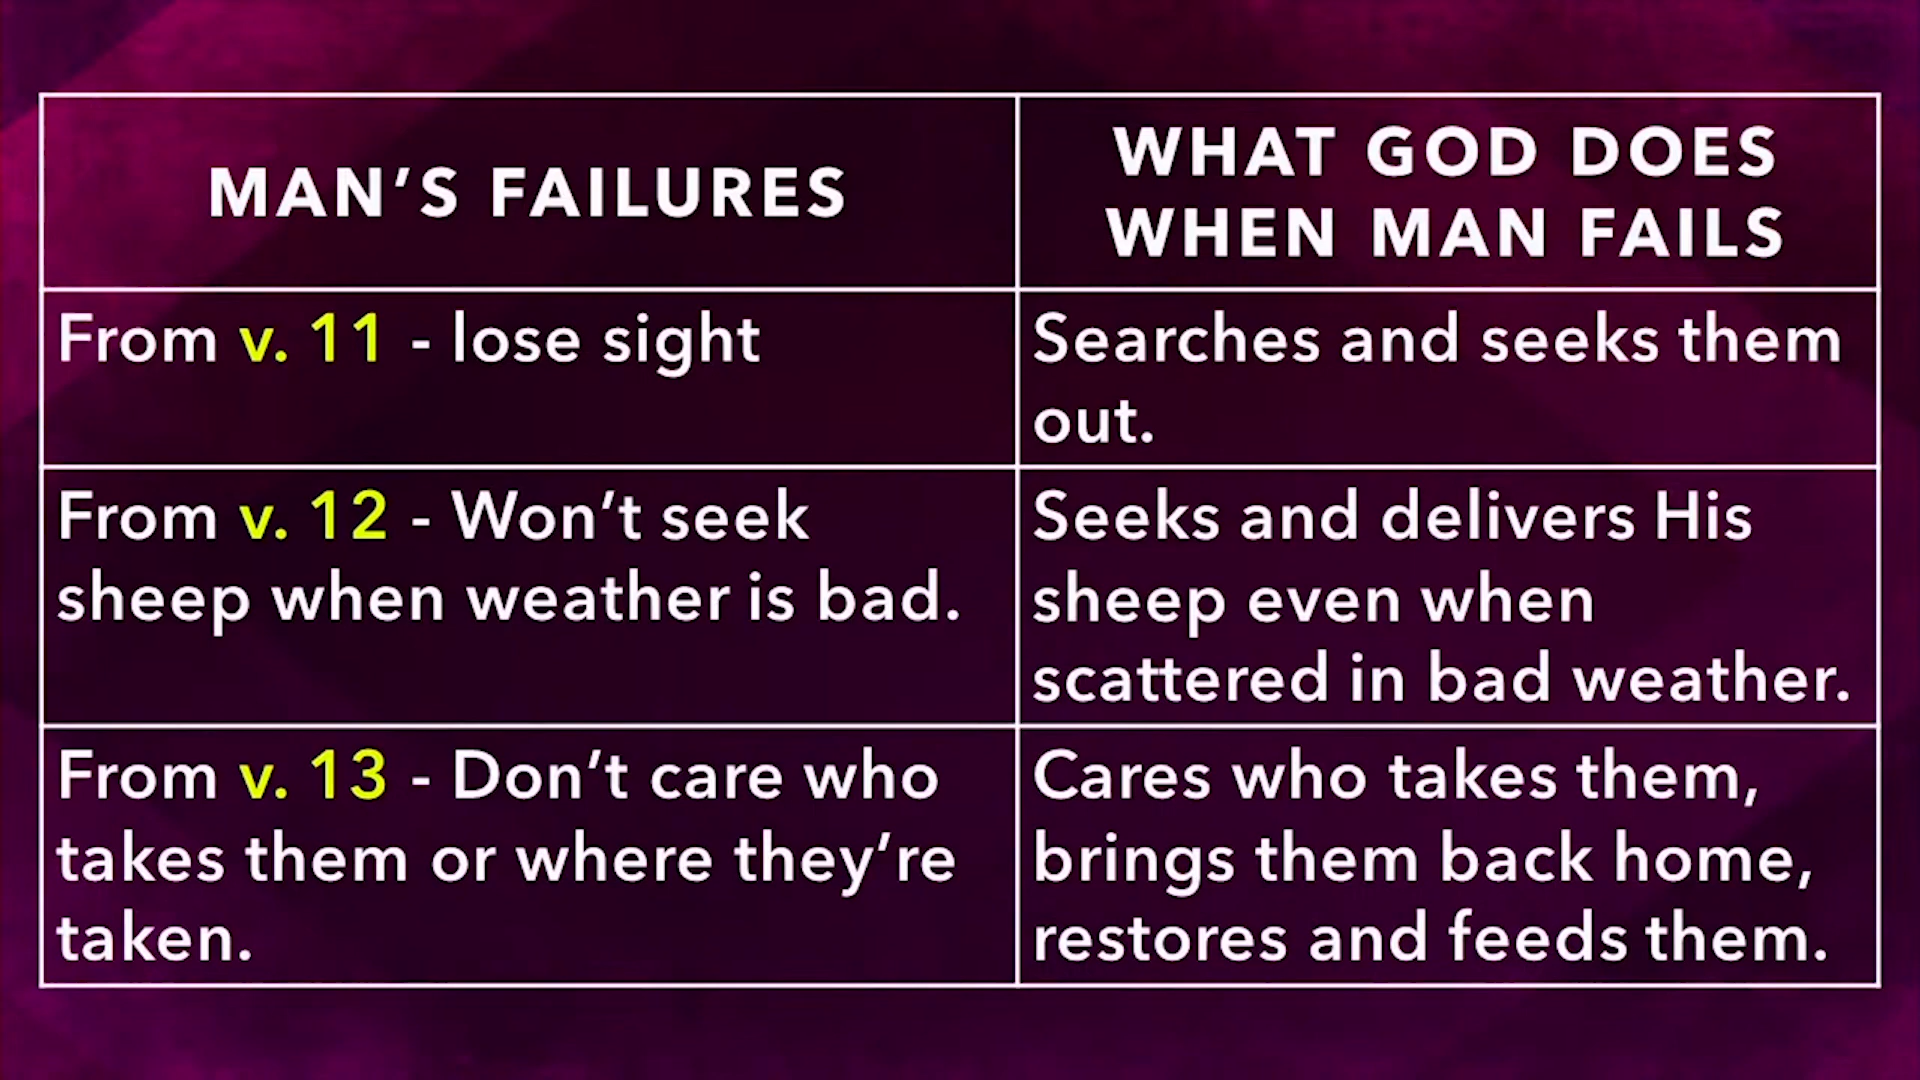 MAN’S FAILURES
WHAT GOD DOES
WHEN MAN FAILS
From v. 11 - lose sight
Searches and seeks them
out.
From v. 12 - Won’t seek
sheep when weather is bad.
Seeks and delivers His
sheep even when
scattered in bad weather.
From v. 13 - Don’t care who
takes them or where they’re
taken.
Cares who takes them,
brings them back home,
restores and feeds them.